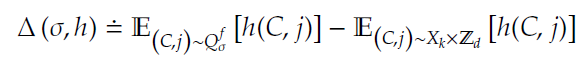 Δ (σ, h) ≐ 𝔼_{(C,j)∼Q_σ^f} [h(C, j)] − 𝔼_{(C,j)∼X_k×ℤ_d} [h(C, j)]